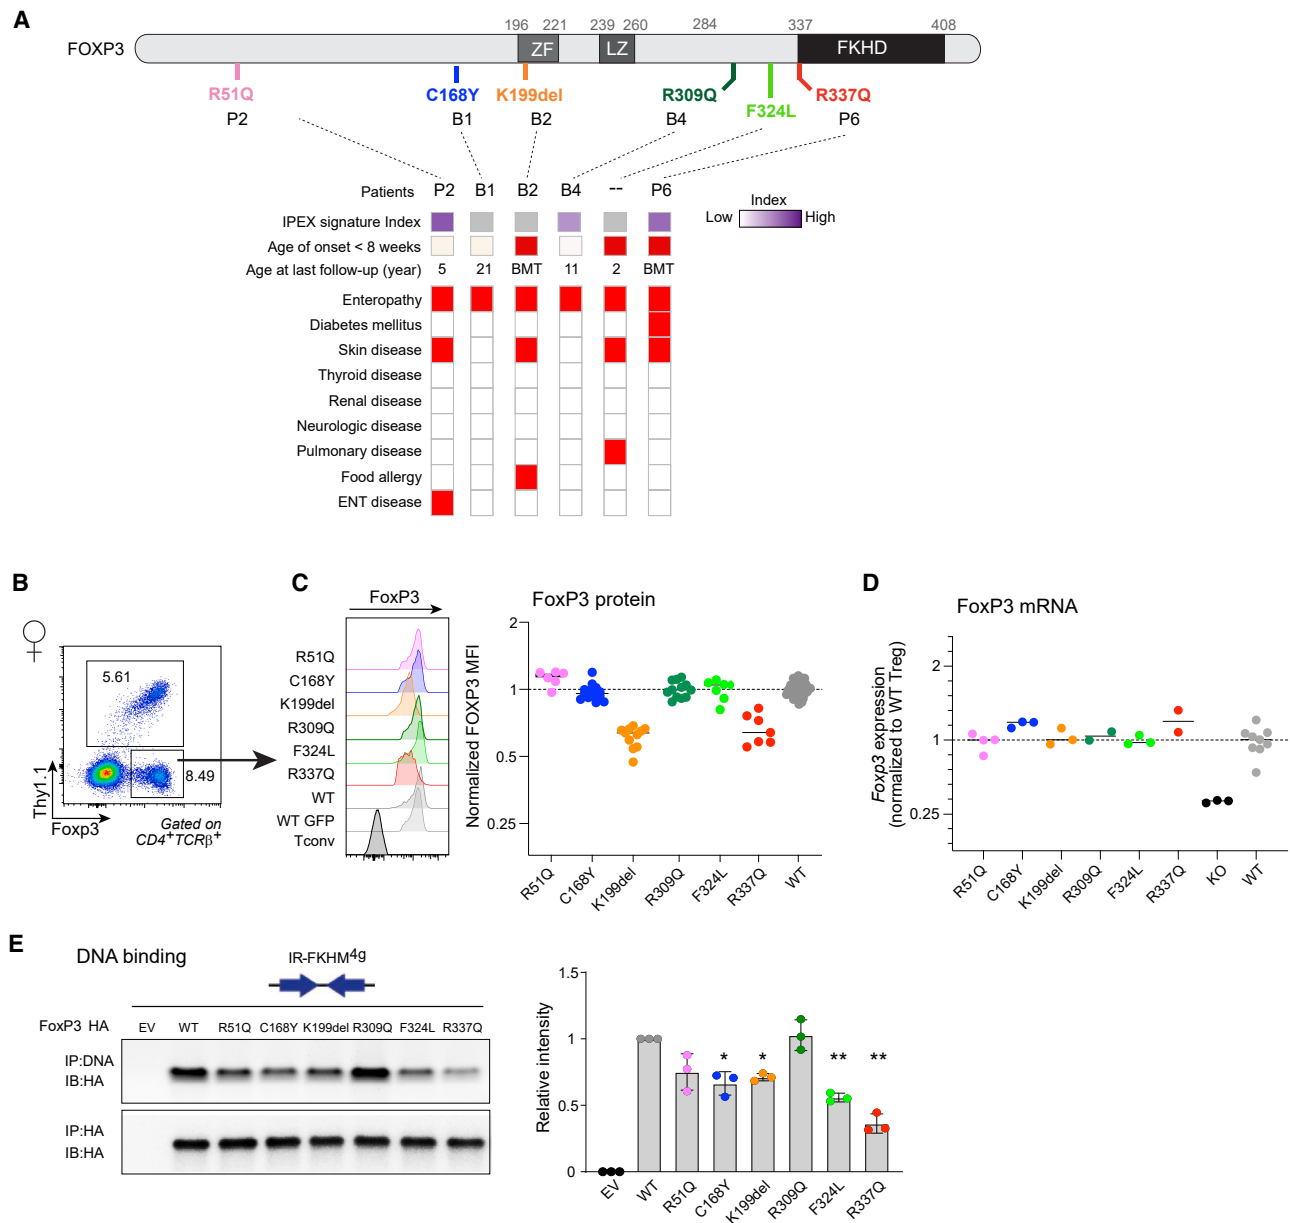 A
196 221 239 260 284 337 408
FOXP3 ZF LZ FKHD
R51Q C168Y K199del R309Q F324L R337Q
P2 B1 B2 B4 P6
Patients P2 B1 B2 B4 -- P6
Index
Low High
IPEX signature Index
Age of onset < 8 weeks
Age at last follow-up (year) 5 21 BMT 11 2 BMT
Enteropathy
Diabetes mellitus
Skin disease
Thyroid disease
Renal disease
Neurologic disease
Pulmonary disease
Food allergy
ENT disease
B
♀
5.61
8.49
Thy1.1
Foxp3
Gated on
CD4+TCRβ+
C
FoxP3
R51Q
C168Y
K199del
R309Q
F324L
R337Q
WT
WT GFP
Tconv
FoxP3 protein
Normalized FOXP3 MFI
2
1
0.5
0.25
R51Q C168Y K199del R309Q F324L R337Q WT
D
FoxP3 mRNA
Foxp3 expression
(normalized to WT Treg)
2
1
0.25
R51Q C168Y K199del R309Q F324L R337Q KO WT
E
DNA binding
IR-FKHM4g
FoxP3 HA EV WT R51Q C168Y K199del R309Q F324L R337Q
IP:DNA
IB:HA
IP:HA
IB:HA
Relative intensity
1.5
1
0.5
0
* * ** **
EV WT R51Q C168Y K199del R309Q F324L R337Q